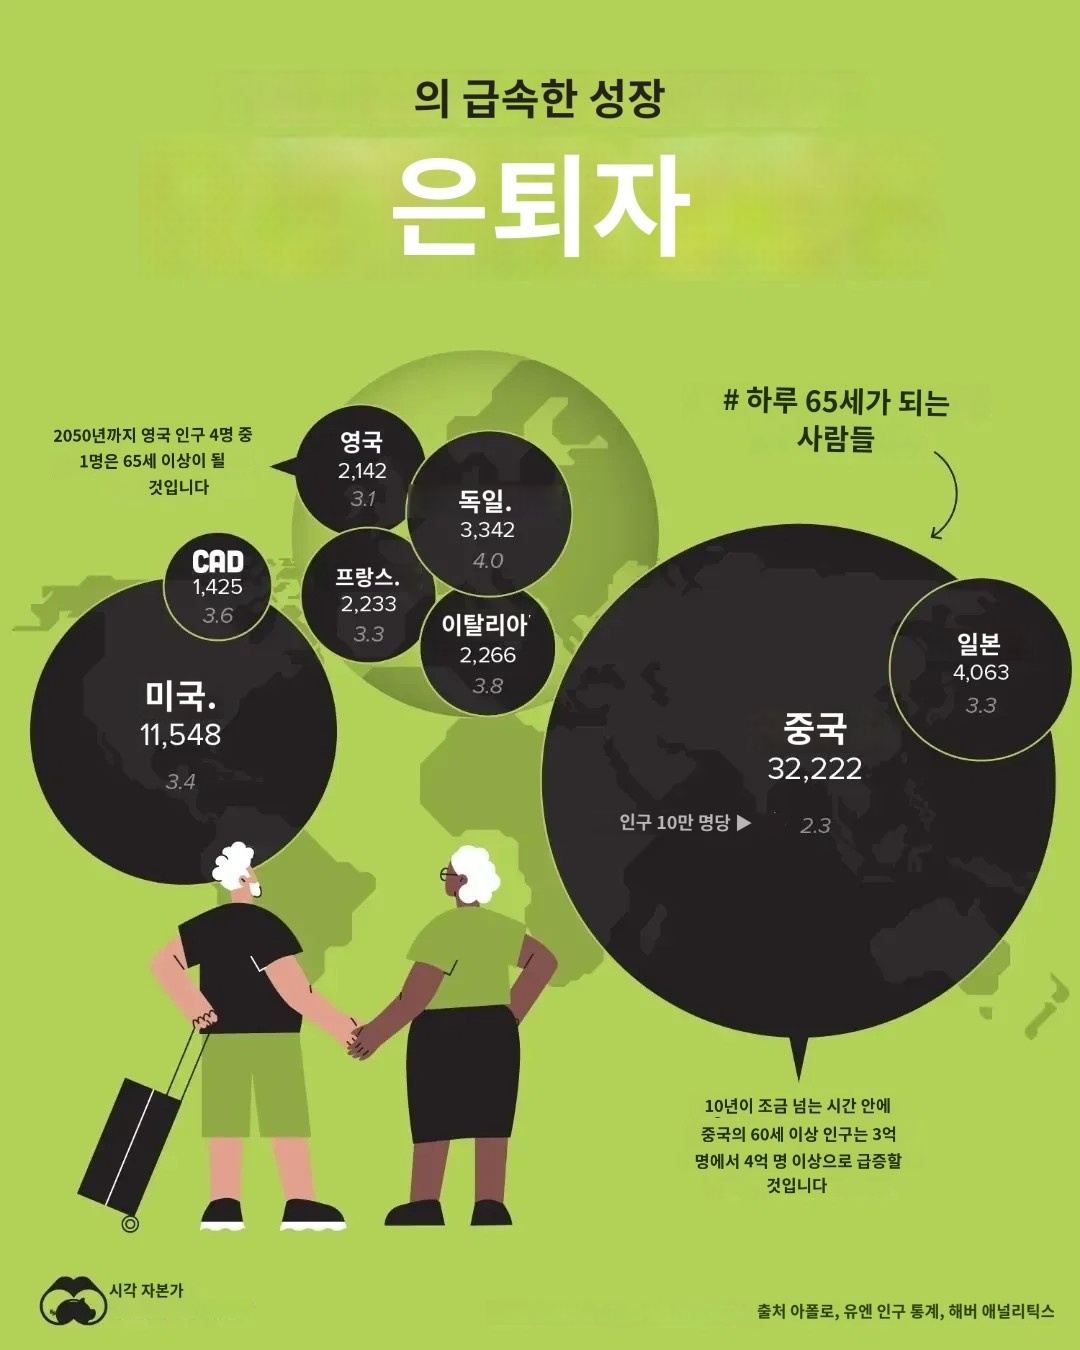 의 급속한 성장
은퇴자
# 하루 65세가 되는
사람들
2050년까지 영국 인구 4명 중
1명은 65세 이상이 될
것입니다
영국
2,142
3.1
독일.
3,342
4.0
CAD
1,425
3.6
프랑스.
2,233
3.3
이탈리아
2,266
3.8
미국.
11,548
3.4
일본
4,063
3.3
중국
32,222
인구 10만 명당 ▶ 2.3
10년이 조금 넘는 시간 안에
중국의 60세 이상 인구는 3억
명에서 4억 명 이상으로 급증할
것입니다
시각 자본가
출처 아폴로, 유엔 인구 통계, 해버 애널리틱스